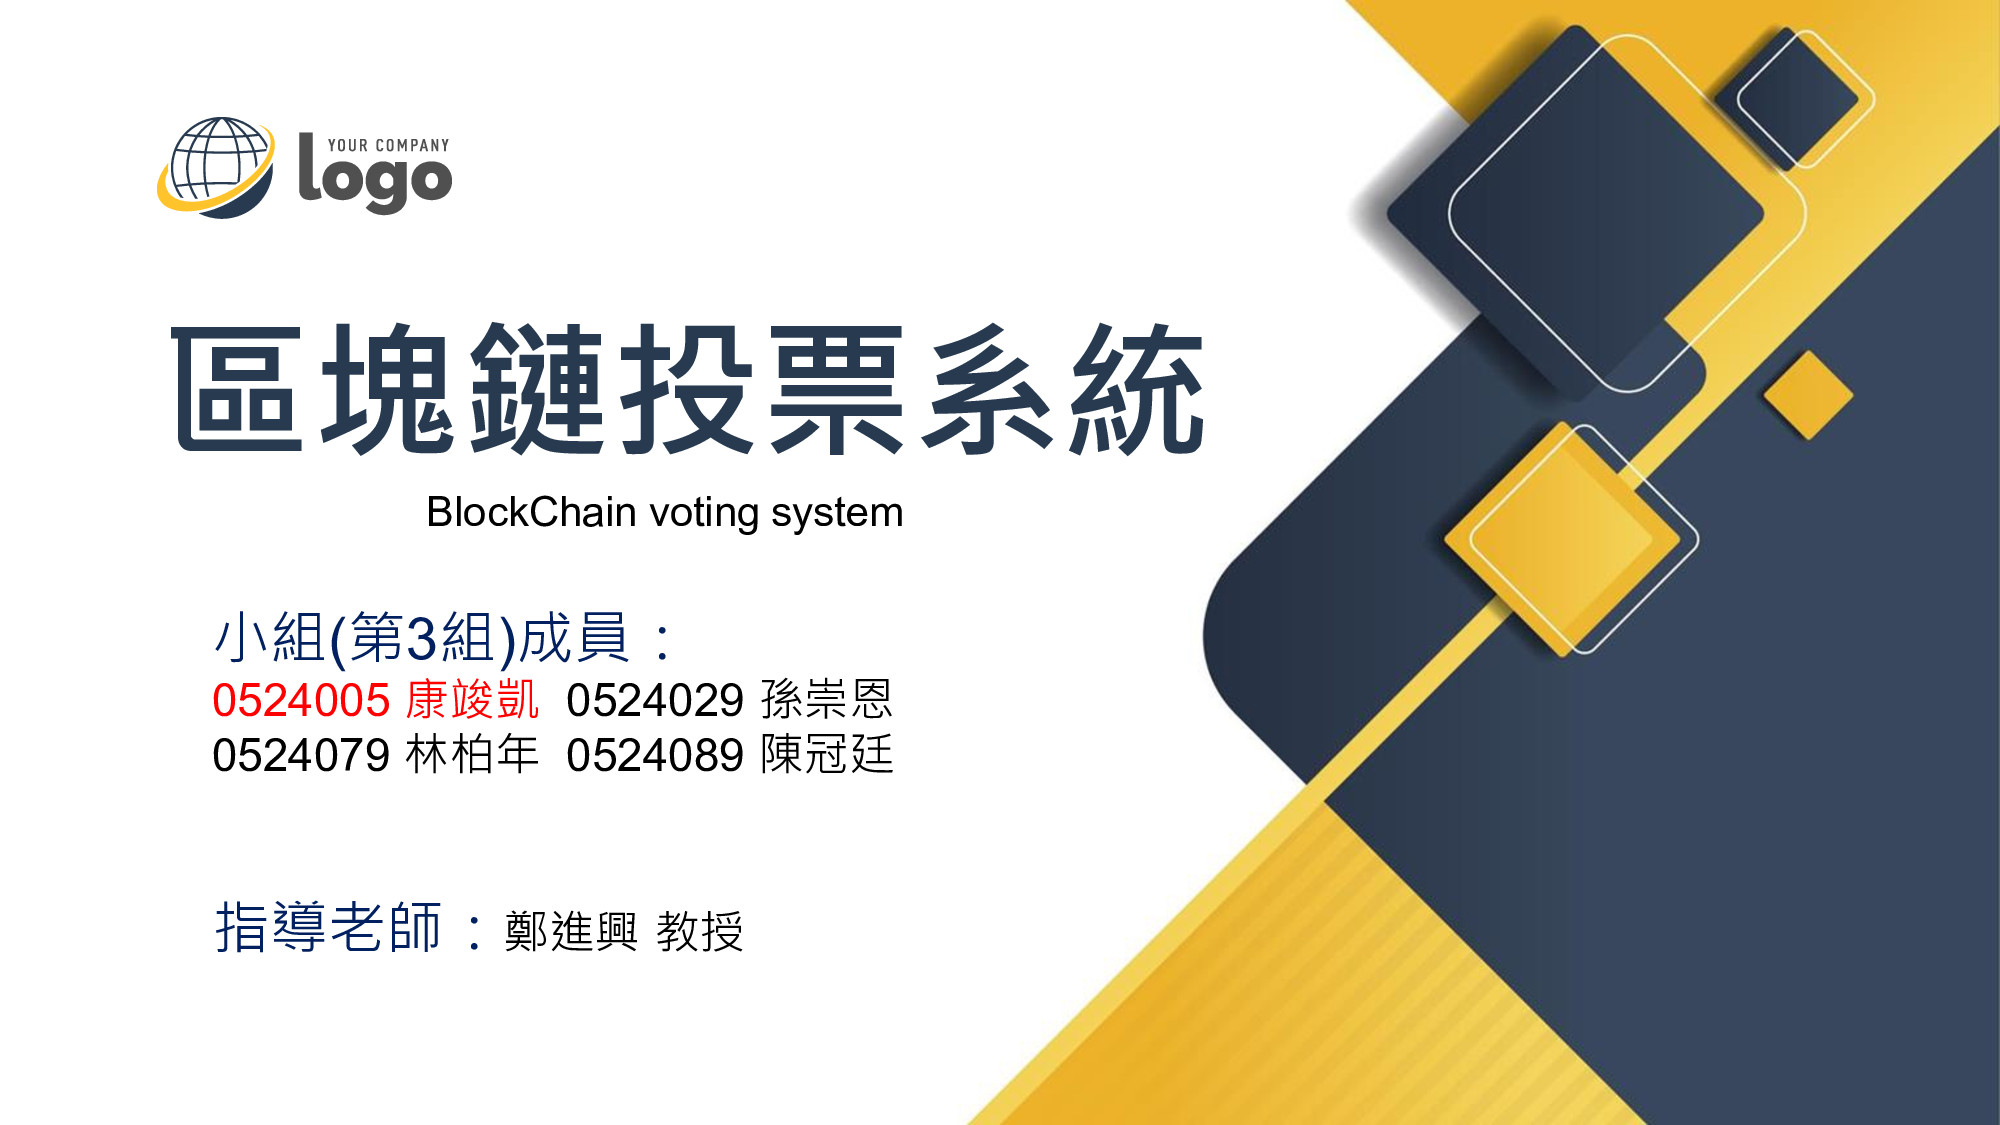 YOUR COMPANY
logo
區塊鏈投票系統
BlockChain voting system
小組(第3組)成員：
0524005 康竣凱 0524029 孫崇恩
0524079 林柏年 0524089 陳冠廷
指導老師：鄭進興 教授